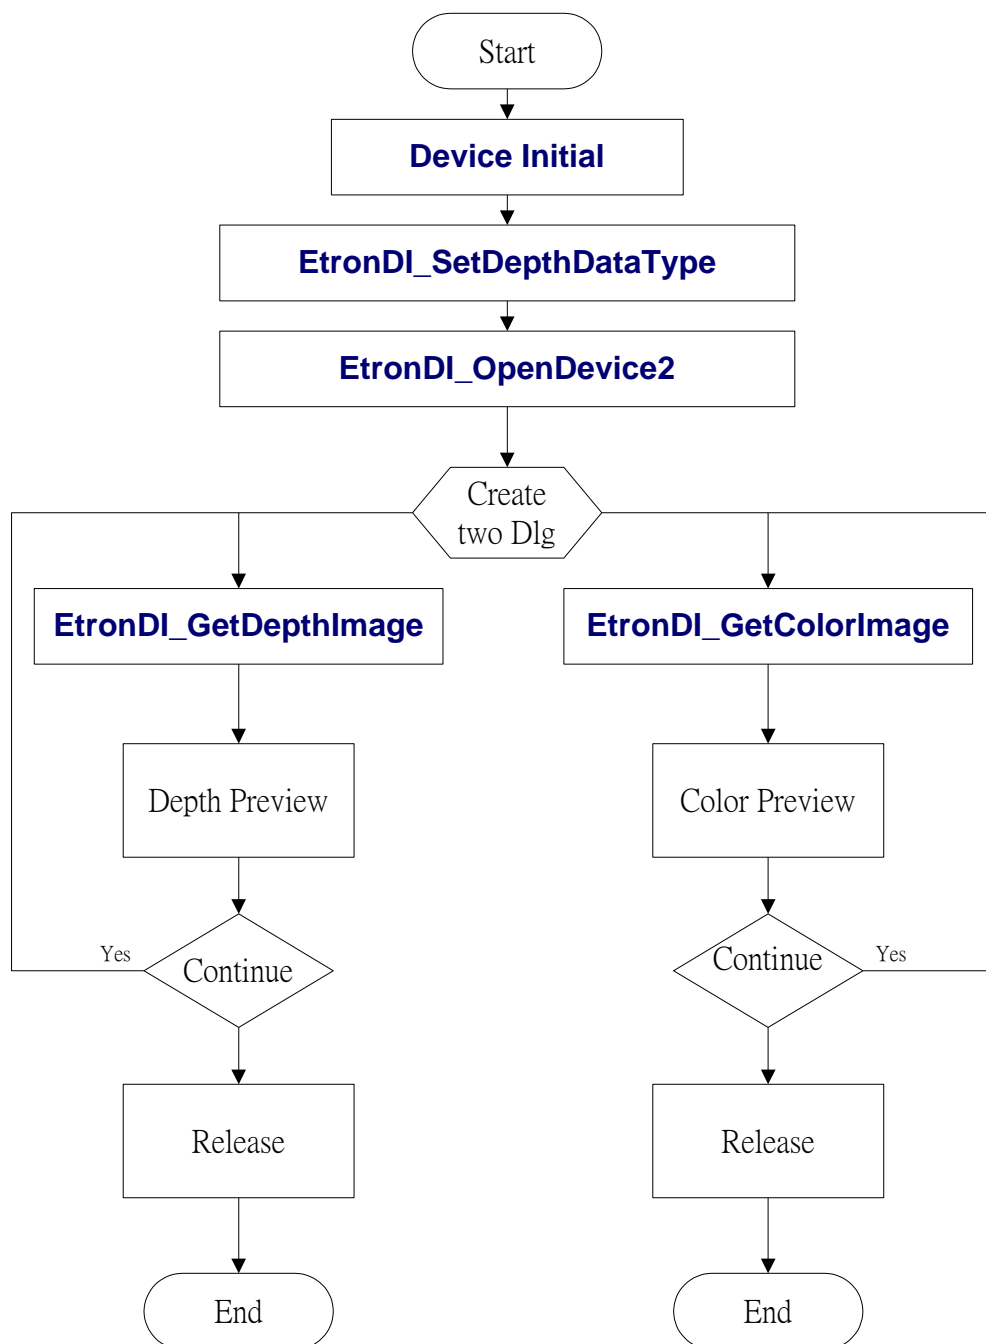 Start
Device Initial
EtronDI_SetDepthDataType
EtronDI_OpenDevice2
Create
two Dlg
EtronDI_GetDepthImage
EtronDI_GetColorImage
Depth Preview
Color Preview
Yes
Continue
Continue
Yes
Release
Release
End
End